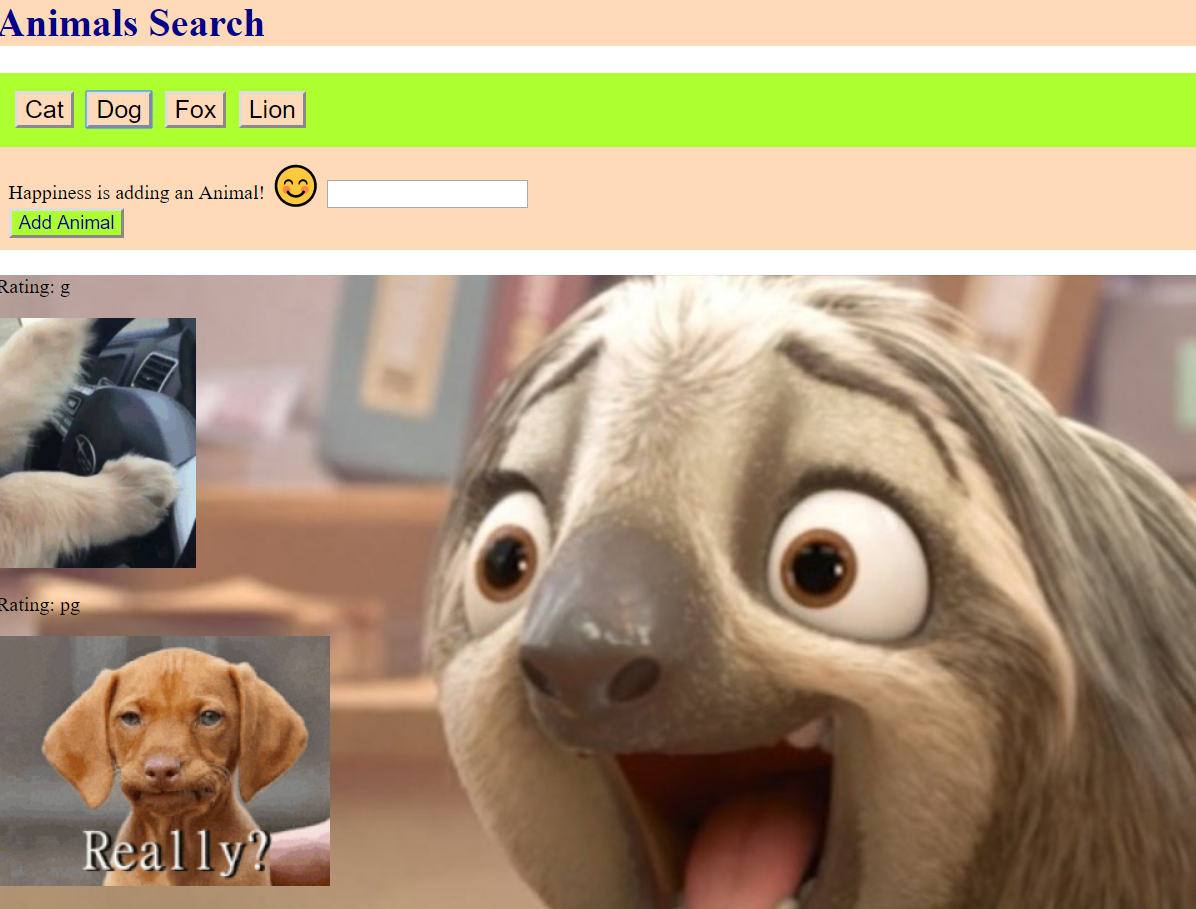 Animals Search
Cat Dog Fox Lion
Happiness is adding an Animal!
Add Animal
Rating: g
Rating: pg
Really?